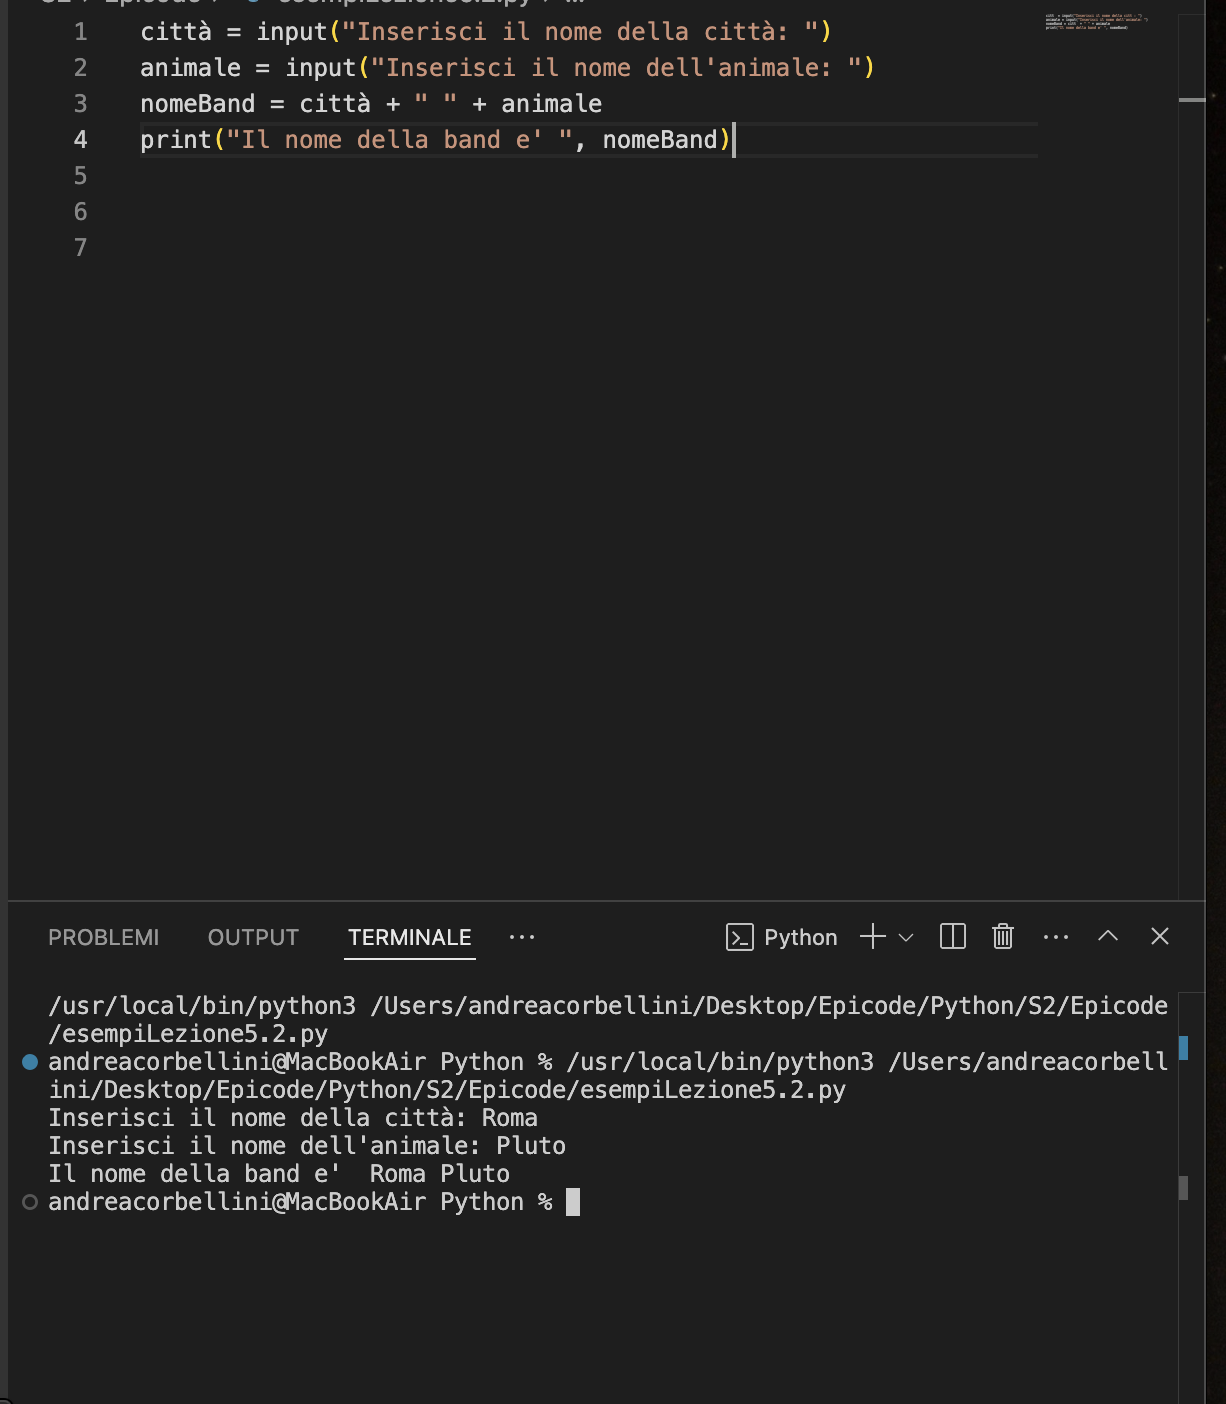 1 città = input("Inserisci il nome della città: ")
2 animale = input("Inserisci il nome dell'animale: ")
3 nomeBand = città + " " + animale
4 print("Il nome della band e' ", nomeBand)
5
6
7
PROBLEMI OUTPUT TERMINALE ··· Python ···
/usr/local/bin/python3 /Users/andreacorbellini/Desktop/Epicode/Python/S2/Epicode
/esempiLezione5.2.py
andreacorbellini@MacBookAir Python % /usr/local/bin/python3 /Users/andreacorbell
ini/Desktop/Epicode/Python/S2/Epicode/esempiLezione5.2.py
Inserisci il nome della città: Roma
Inserisci il nome dell'animale: Pluto
Il nome della band e'  Roma Pluto
andreacorbellini@MacBookAir Python %